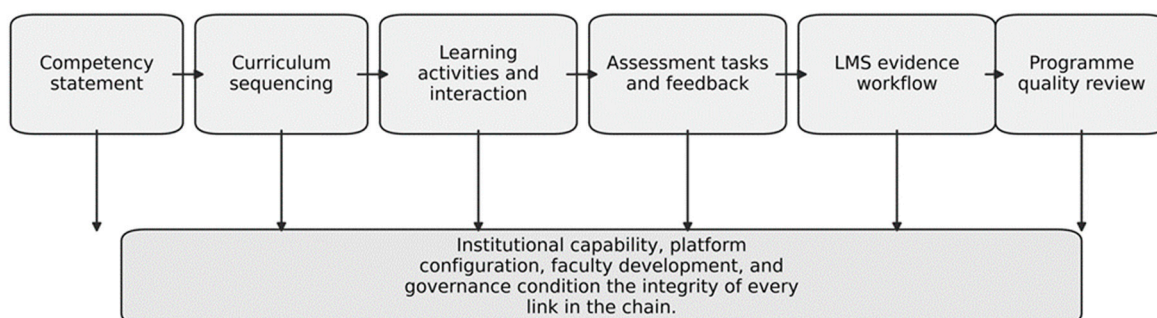 Competency
statement
Curriculum
sequencing
Learning
activities and
interaction
Assessment tasks
and feedback
LMS evidence
workflow
Programme
quality review
Institutional capability, platform
configuration, faculty development, and
governance condition the integrity of every
link in the chain.